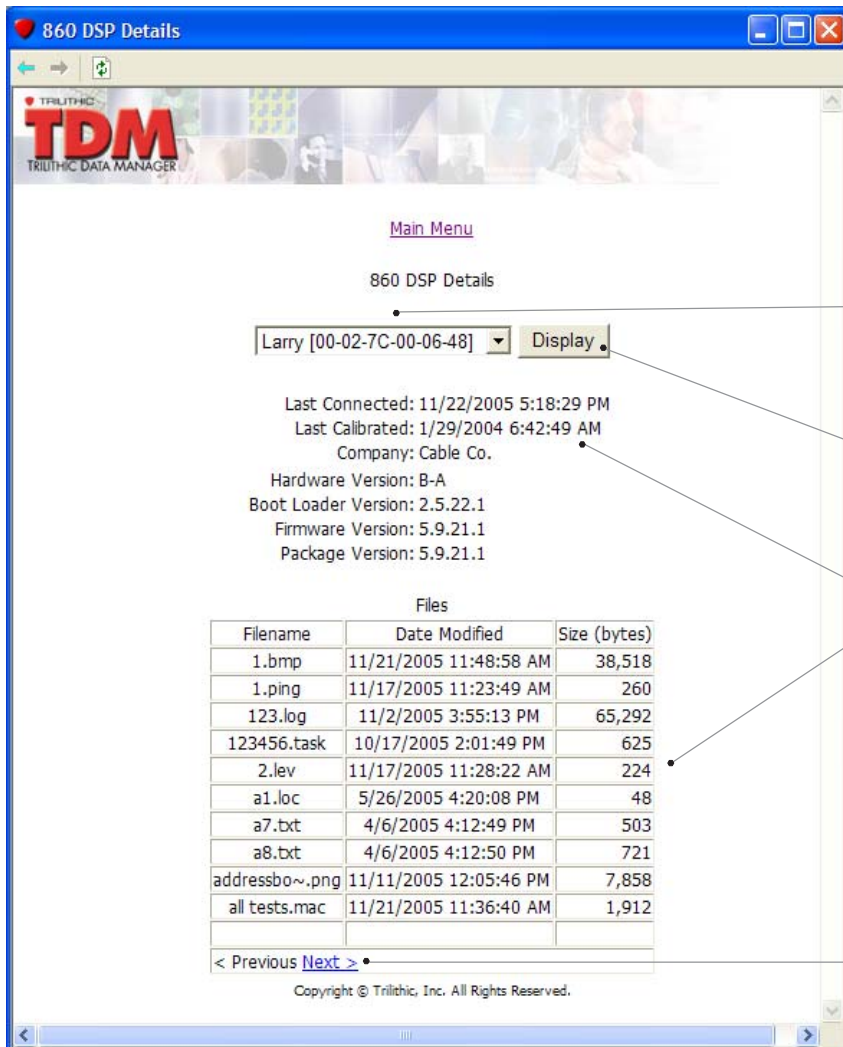 860 DSP Details
TRILITHIC
TDM
TRILITHIC DATA MANAGER
Main Menu
860 DSP Details
Larry [00-02-7C-00-06-48] Display
Last Connected: 11/22/2005 5:18:29 PM
Last Calibrated: 1/29/2004 6:42:49 AM
Company: Cable Co.
Hardware Version: B-A
Boot Loader Version: 2.5.22.1
Firmware Version: 5.9.21.1
Package Version: 5.9.21.1
Files
Filename Date Modified Size (bytes)
1.bmp 11/21/2005 11:48:58 AM 38,518
1.ping 11/17/2005 11:23:49 AM 260
123.log 11/2/2005 3:55:13 PM 65,292
123456.task 10/17/2005 2:01:49 PM 625
2.lev 11/17/2005 11:28:22 AM 224
a1.loc 5/26/2005 4:20:08 PM 48
a7.txt 4/6/2005 4:12:49 PM 503
a8.txt 4/6/2005 4:12:50 PM 721
addressbo~.png 11/11/2005 12:05:46 PM 7,858
all tests.mac 11/21/2005 11:36:40 AM 1,912
< Previous Next >
Copyright © Trilithic, Inc. All Rights Reserved.